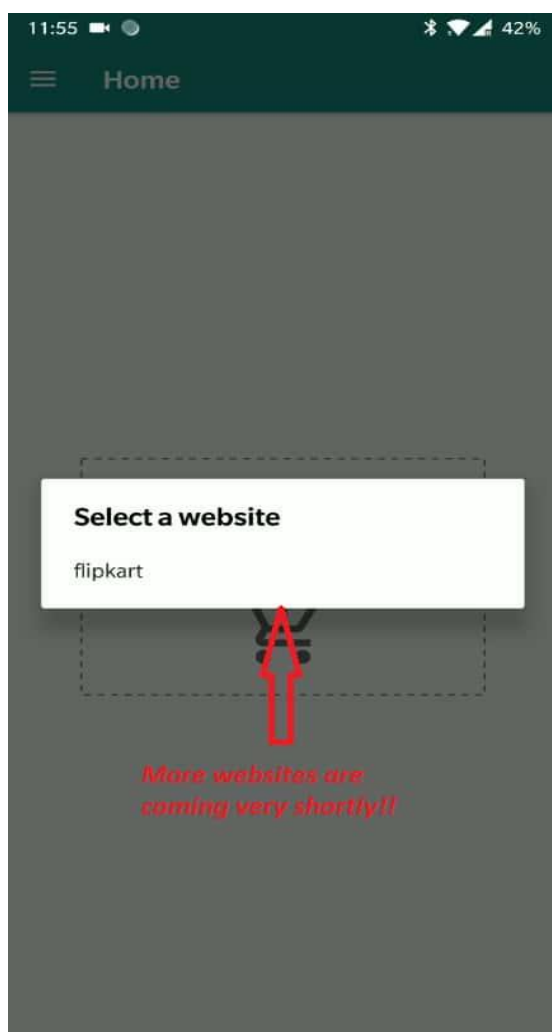 11:55
42%
Home
Select a website
flipkart
More websites are
coming very shortly!!